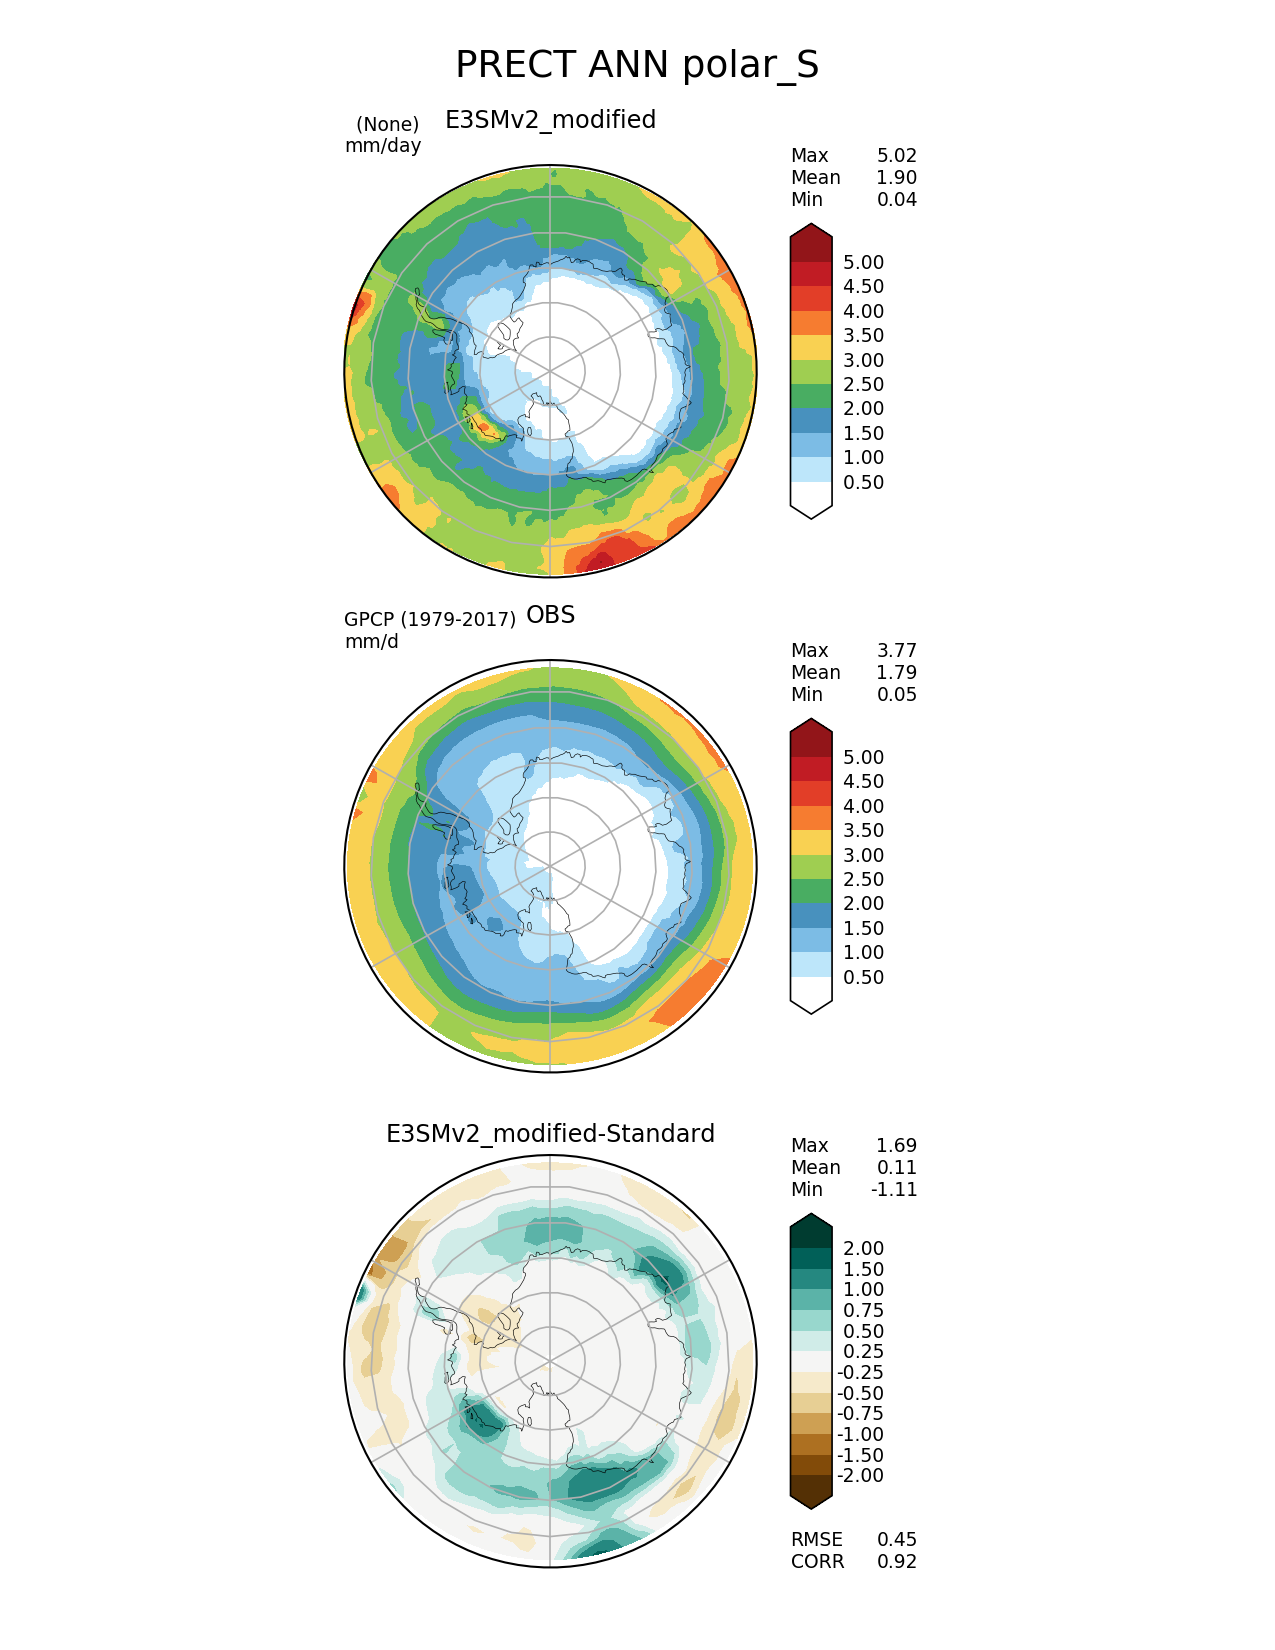 PRECT ANN polar_S
(None) E3SMv2_modified
mm/day
Max 5.02
Mean 1.90
Min 0.04
5.00
4.50
4.00
3.50
3.00
2.50
2.00
1.50
1.00
0.50
GPCP (1979-2017) OBS
mm/d
Max 3.77
Mean 1.79
Min 0.05
5.00
4.50
4.00
3.50
3.00
2.50
2.00
1.50
1.00
0.50
E3SMv2_modified-Standard
Max 1.69
Mean 0.11
Min -1.11
2.00
1.50
1.00
0.75
0.50
0.25
-0.25
-0.50
-0.75
-1.00
-1.50
-2.00
RMSE 0.45
CORR 0.92